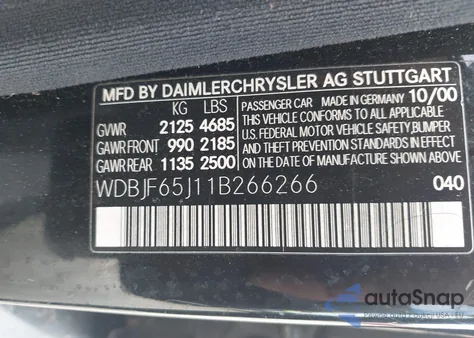 MFD BY DAIMLERCHRYSLER AG STUTTGART
KG LBS
GVWR 2125 4685
GAWR FRONT 990 2185
GAWR REAR 1135 2500
PASSENGER CAR MADE IN GERMANY 10/00
THIS VEHICLE CONFORMS TO ALL APPLICABLE
U.S. FEDERAL MOTOR VEHICLE SAFETY, BUMPER
AND THEFT PREVENTION STANDARDS IN EFFECT
ON THE DATE OF MANUFACTURE SHOWN ABOVE
WDBJF65J11B266266 040
autoSnap